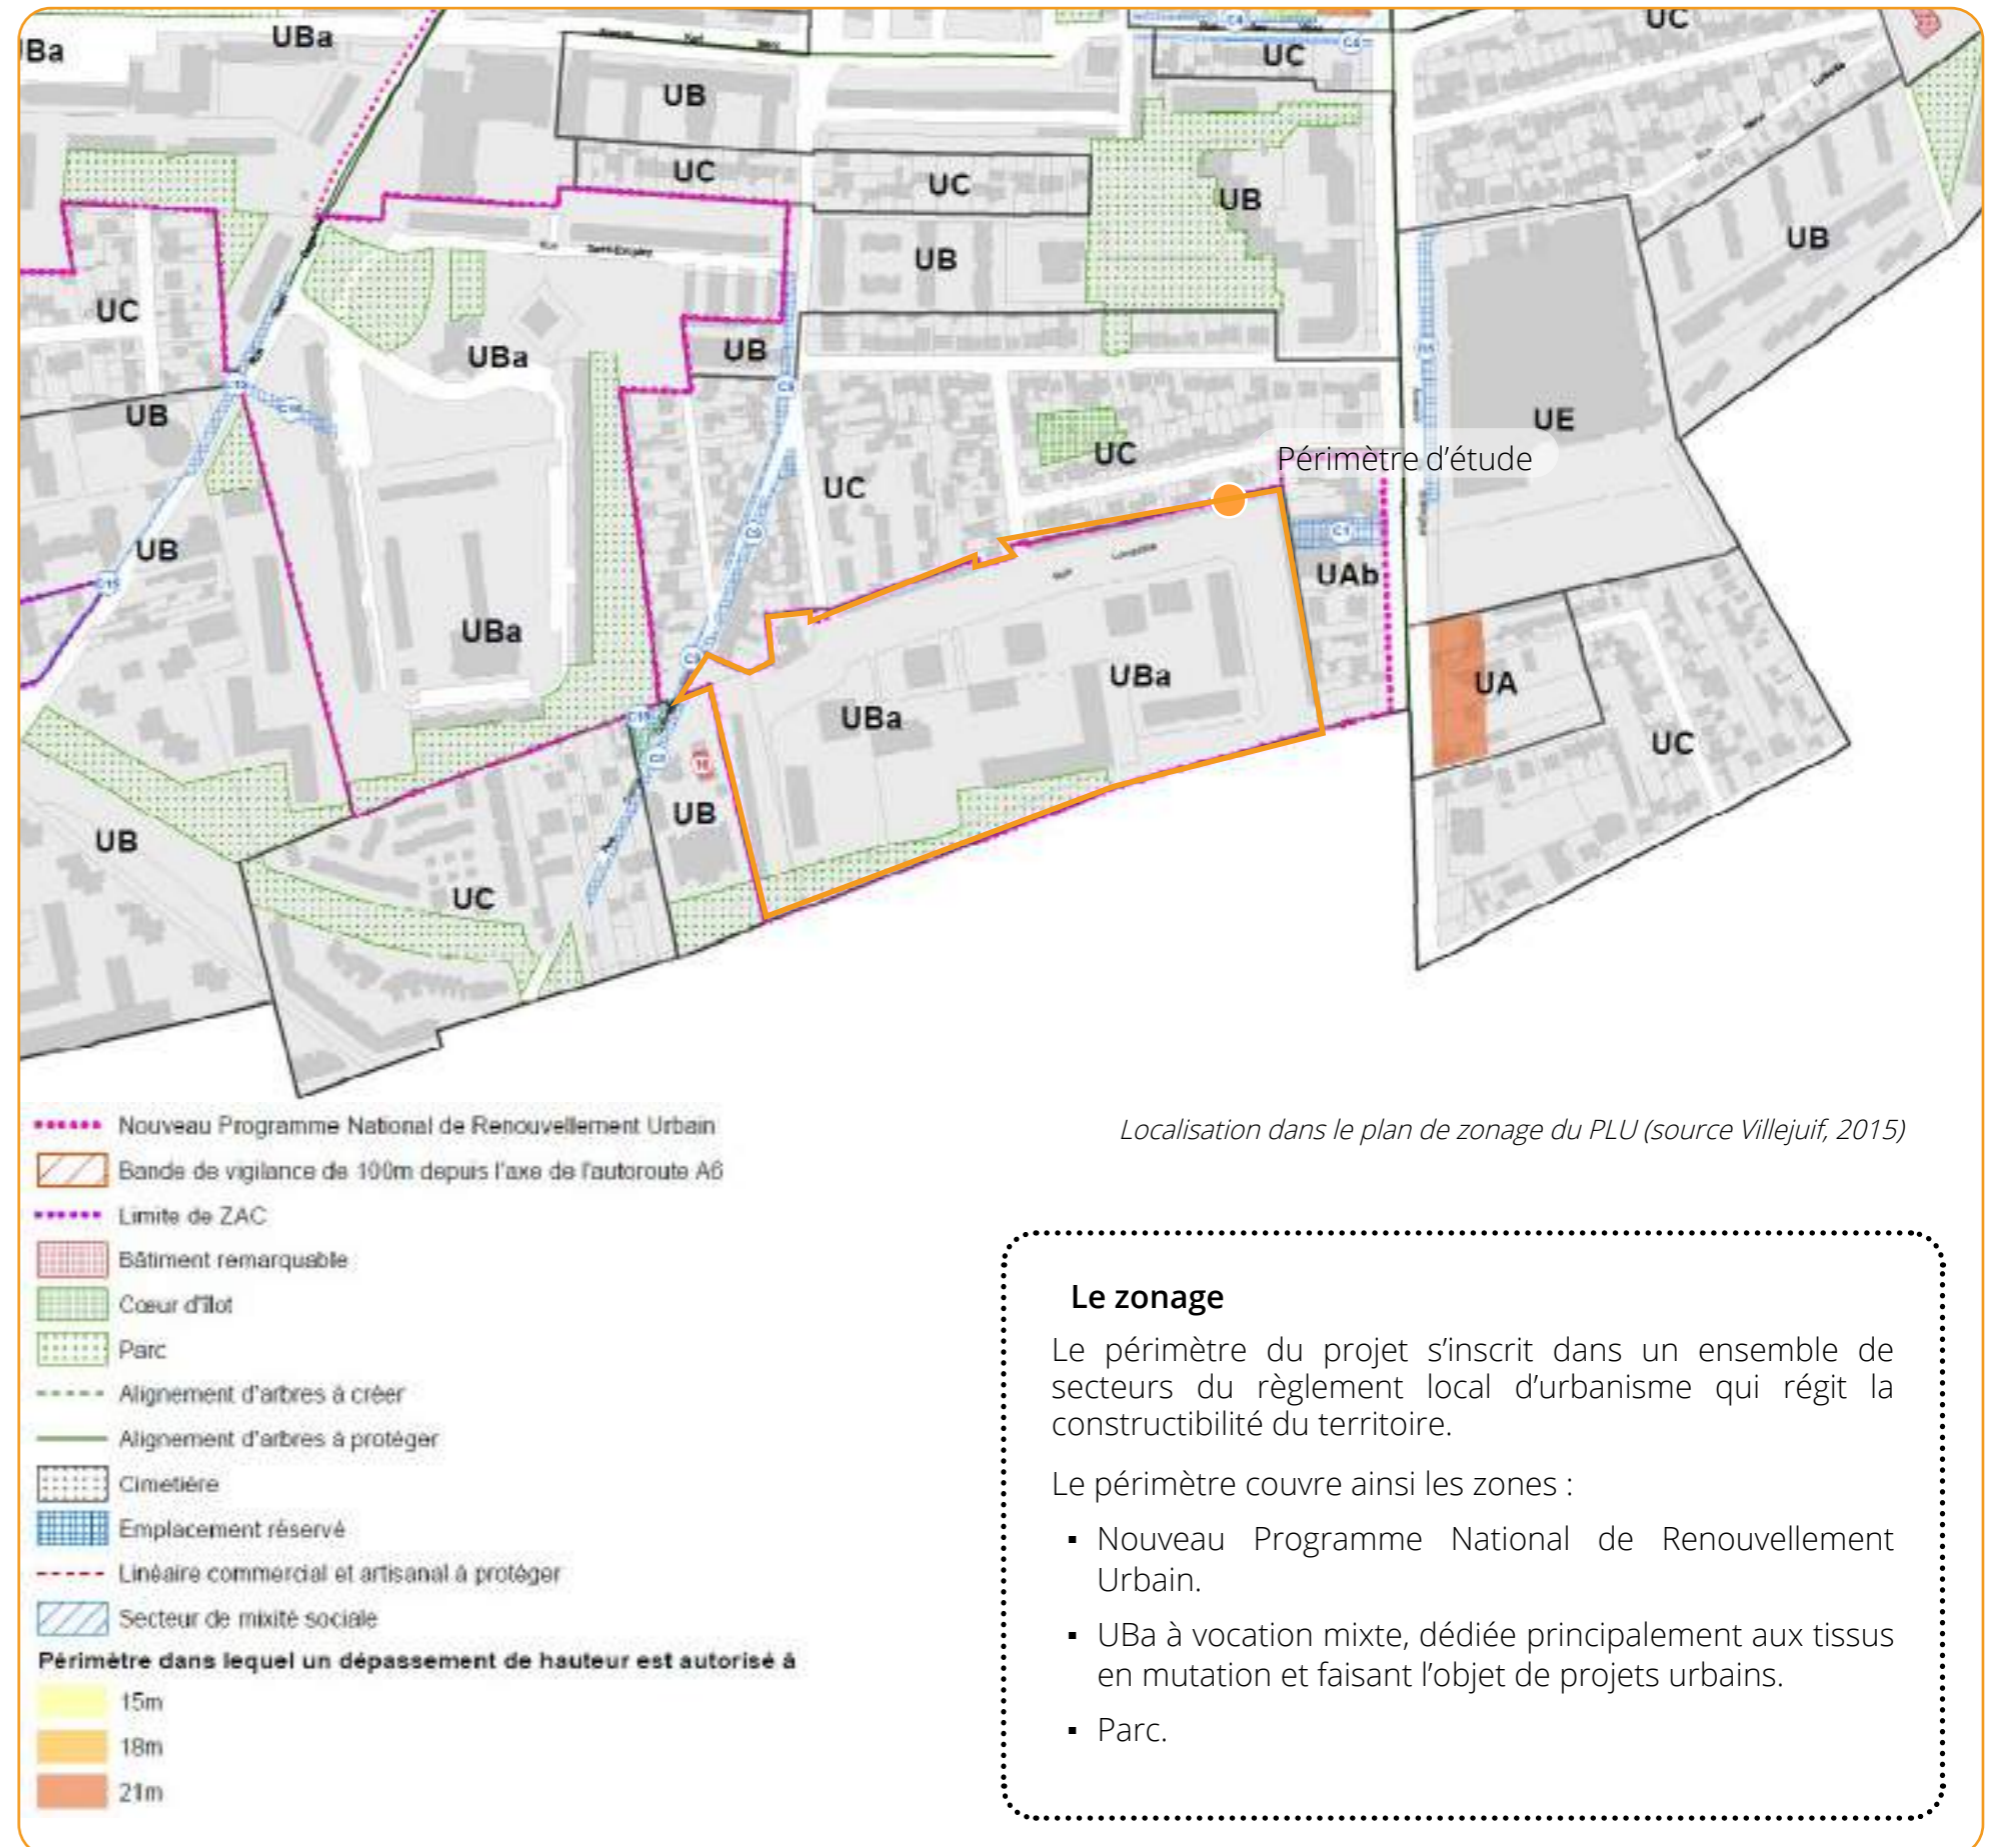 UBa
UBa
UC
UC
UB
UC
UC
UB
UB
UB
UC
UBa
UB
UB
UC
UC
UE
Périmètre d’étude
UB
UAb
UBa
UBa
UBa
UA
UC
UB
UB
UC
Nouveau Programme National de Renouvellement Urbain
Bande de vigilance de 100m depuis l'axe de l'autoroute A6
Limite de ZAC
Bâtiment remarquable
Cœur d'îlot
Parc
Alignement d'arbres à créer
Alignement d'arbres à protéger
Cimetière
Emplacement réservé
Linéaire commercial et artisanal à protéger
Secteur de mixité sociale
Périmètre dans lequel un dépassement de hauteur est autorisé à
15m
18m
21m
Localisation dans le plan de zonage du PLU (source Villejuif, 2015)
Le zonage
Le périmètre du projet s’inscrit dans un ensemble de
secteurs du règlement local d’urbanisme qui régit la
constructibilité du territoire.
Le périmètre couvre ainsi les zones :
▪ Nouveau Programme National de Renouvellement
Urbain.
▪ UBa à vocation mixte, dédiée principalement aux tissus
en mutation et faisant l’objet de projets urbains.
▪ Parc.